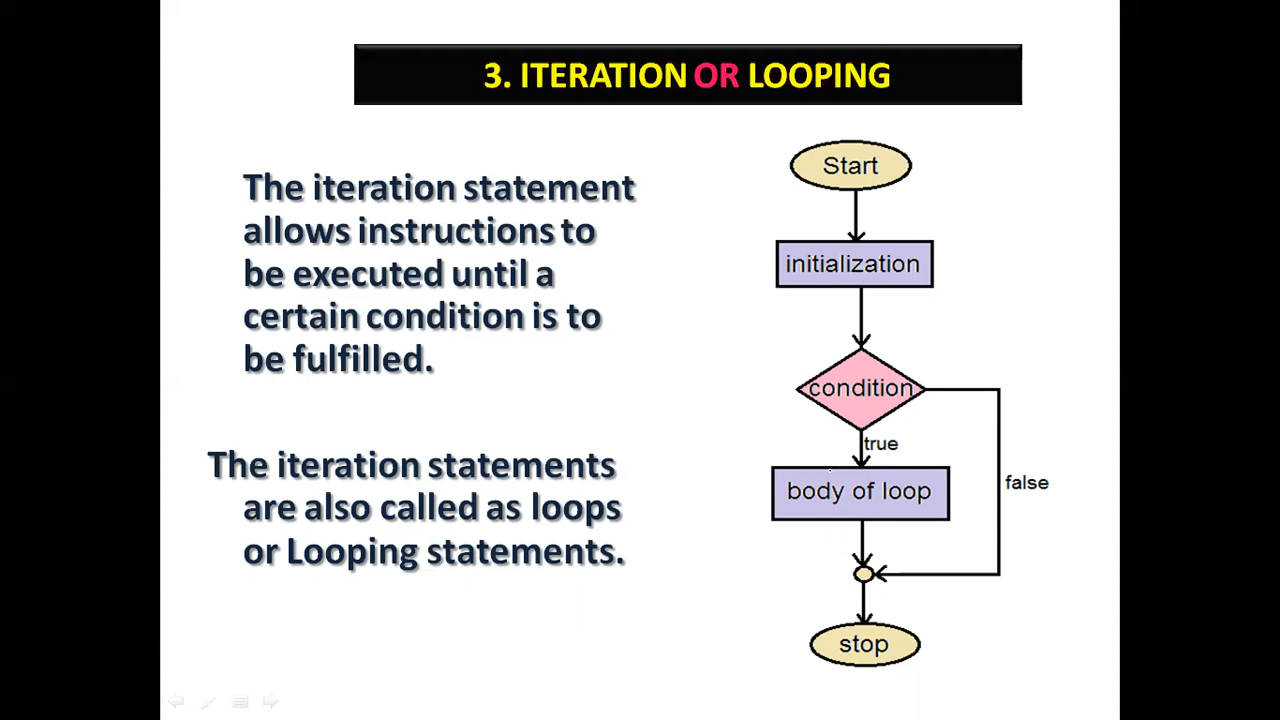 3. ITERATION OR LOOPING
The iteration statement
allows instructions to
be executed until a
certain condition is to
be fulfilled.
The iteration statements
are also called as loops
or Looping statements.
Start
initialization
condition
true
body of loop
false
stop